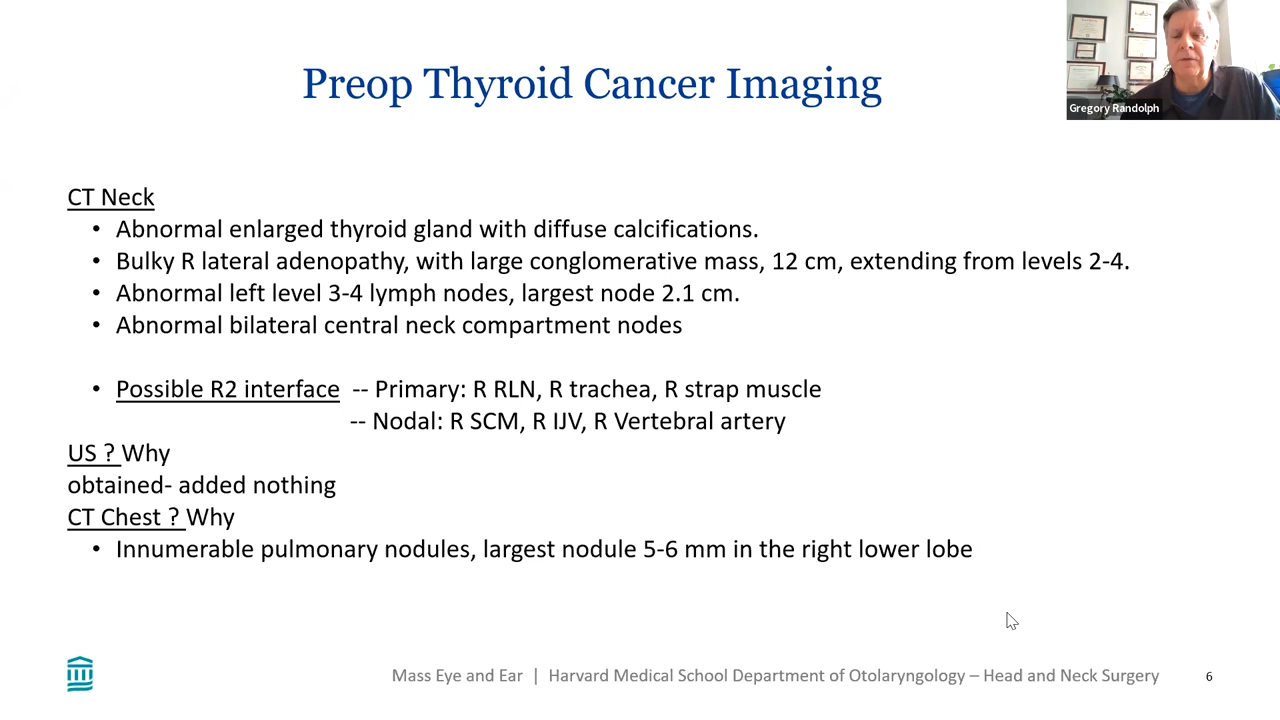 Preop Thyroid Cancer Imaging
Gregory Randolph
CT Neck
• Abnormal enlarged thyroid gland with diffuse calcifications.
• Bulky R lateral adenopathy, with large conglomerative mass, 12 cm, extending from levels 2-4.
• Abnormal left level 3-4 lymph nodes, largest node 2.1 cm.
• Abnormal bilateral central neck compartment nodes
• Possible R2 interface -- Primary: R RLN, R trachea, R strap muscle
-- Nodal: R SCM, R IJV, R Vertebral artery
US ? Why
obtained- added nothing
CT Chest ? Why
• Innumerable pulmonary nodules, largest nodule 5-6 mm in the right lower lobe
Mass Eye and Ear | Harvard Medical School Department of Otolaryngology – Head and Neck Surgery 6